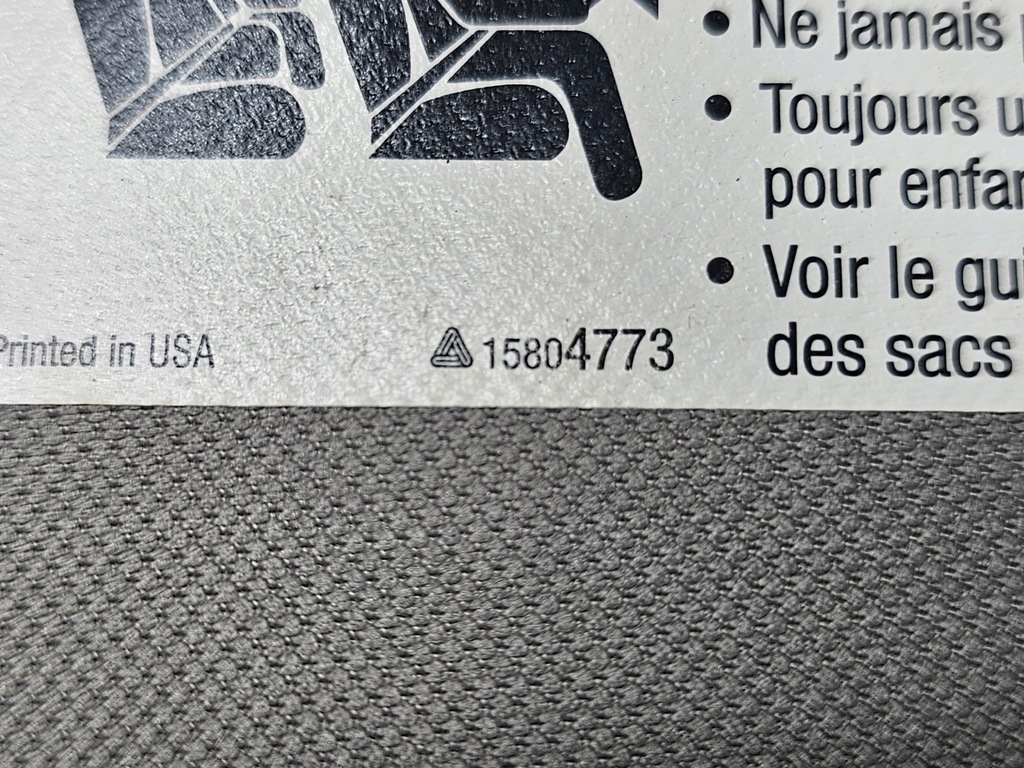 • Ne jamais
• Toujours
pour
• Voir le
des sacs
Printed in USA
15804773